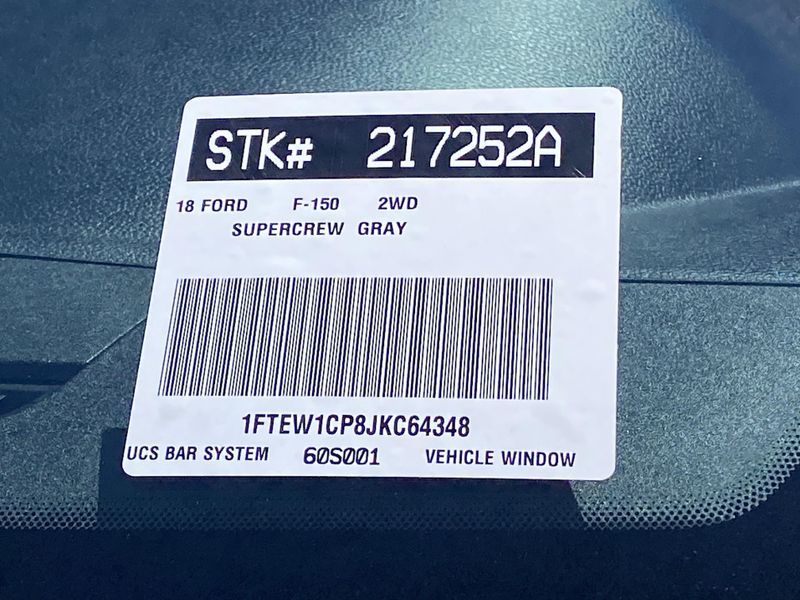 STK# 217252A
18 FORD F-150 2WD
SUPERCREW GRAY
1FTEW1CP8JKC64348
UCS BAR SYSTEM 60S001 VEHICLE WINDOW